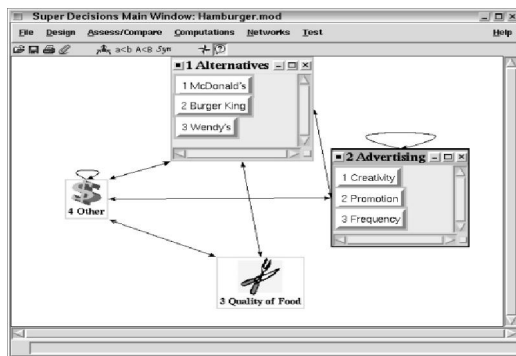 Super Decisions Main Window: Hamburger.mod
File Design Assess/Compare Computations Networks Test Help
a<b A<B Syn
1 Alternatives
1 McDonald's
2 Burger King
3 Wendy's
2 Advertising
1 Creativity
2 Promotion
3 Frequency
4 Other
3 Quality of Food